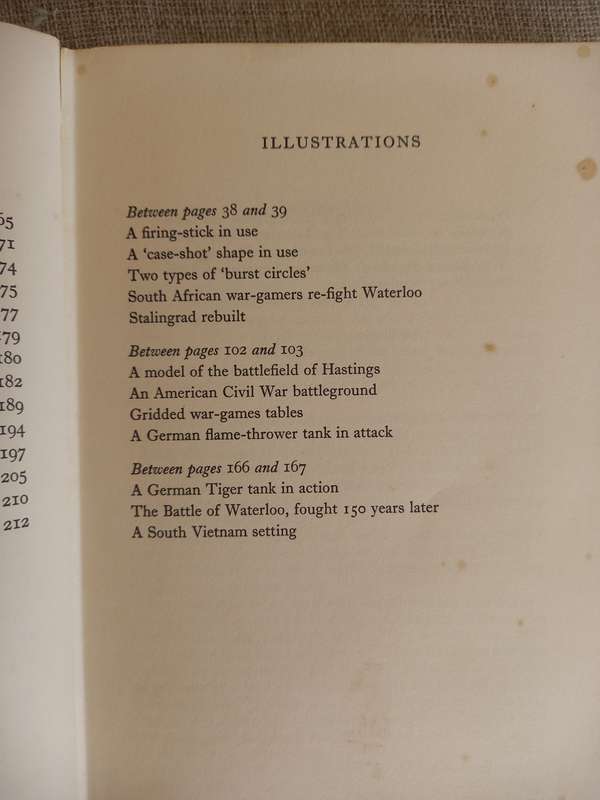 65
71
74
75
77
79
180
182
189
194
197
205
210
212
ILLUSTRATIONS
Between pages 38 and 39
A firing-stick in use
A ‘case-shot’ shape in use
Two types of ‘burst circles’
South African war-gamers re-fight Waterloo
Stalingrad rebuilt
Between pages 102 and 103
A model of the battlefield of Hastings
An American Civil War battleground
Gridded war-games tables
A German flame-thrower tank in attack
Between pages 166 and 167
A German Tiger tank in action
The Battle of Waterloo, fought 150 years later
A South Vietnam setting